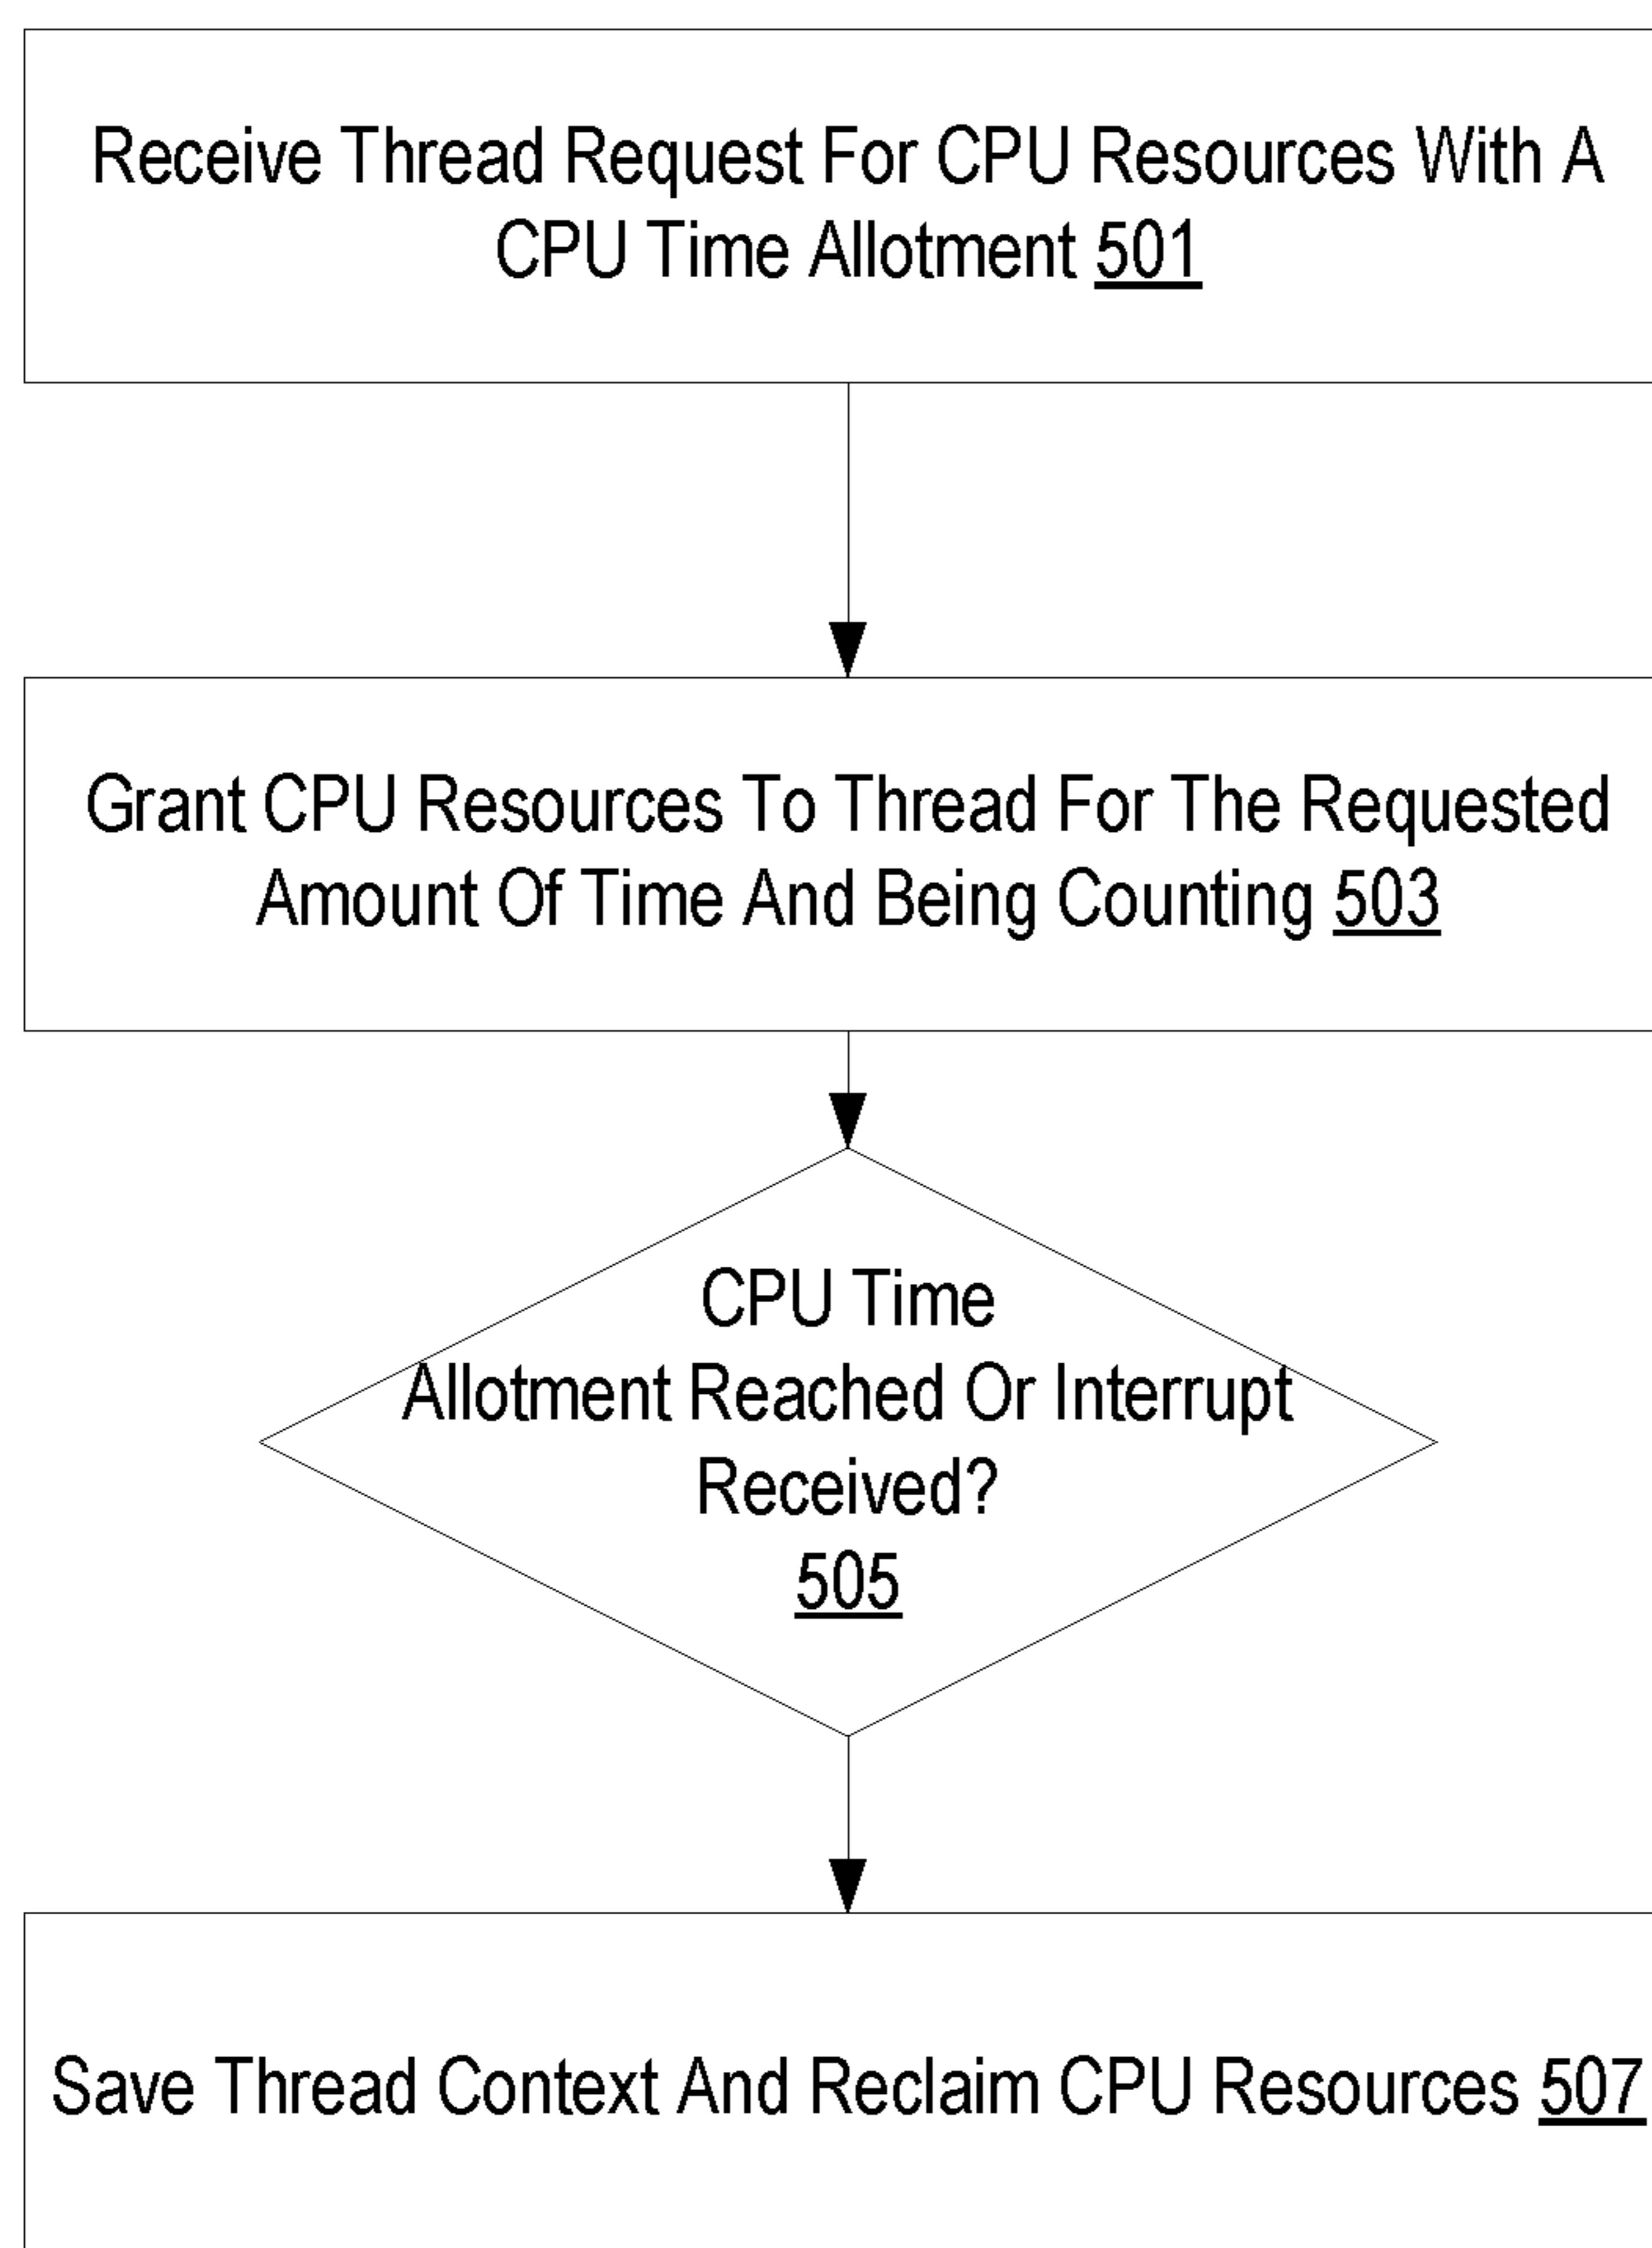 Receive Thread Request For CPU Resources With A
CPU Time Allotment 501
Grant CPU Resources To Thread For The Requested
Amount Of Time And Being Counting 503
CPU Time
Allotment Reached Or Interrupt
Received?
505
Save Thread Context And Reclaim CPU Resources 507